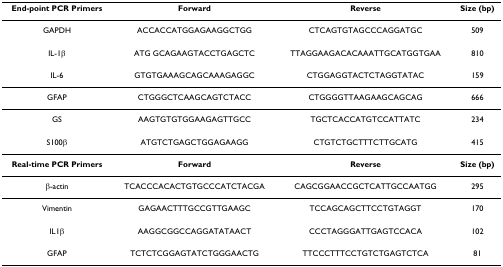 End-point PCR Primers Forward Reverse Size (bp)
GAPDH ACCACCATGGAGAAGGCTGG CTCAGTGTAGCCCAGGATGC 509
IL-1β ATG GCAGAAGTACCTGAGCTC TTAGGAAGACACAAATTGCATGGTGAA 810
IL-6 GTGTGAAAGCAGCAAAGAGGC CTGGAGGTACTCTAGGTATAC 159
GFAP CTGGGCTCAAGCAGTCTACC CTGGGGTTAAGAAGCAGCAG 666
GS AAGTGTGTGGAAGAGTTGCC TGCTCACCATGTCCATTATC 234
S100β ATGTCTGAGCTGGAGAAGG CTGTCTGCTTTCTTGCATG 415
Real-time PCR Primers Forward Reverse Size (bp)
β-actin TCACCCACACTGTGCCCATCTACGA CAGCGGAACCGCTCATTGCCAATGG 295
Vimentin GAGAACTTTGCCGTTGAAGC TCCAGCAGCTTCCTGTAGGT 170
IL1β AAGGCGGCCAGGATATAACT CCCTAGGGATTGAGTCCACA 102
GFAP TCTCTCGGAGTATCTGGGAACTG TTCCCTTTCCTGTCTGAGTCTCA 81